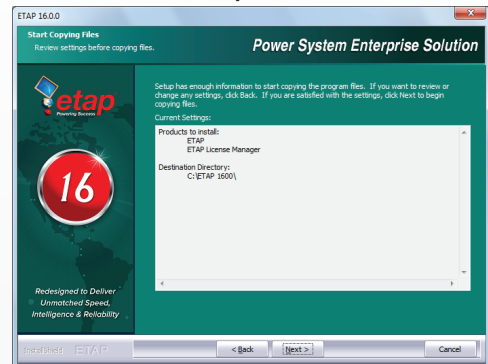 ETAP 16.0.0
Start Copying Files
Review settings before copying files.
Power System Enterprise Solution
etap
Powering Success
16
Redesigned to Deliver
Unmatched Speed,
Intelligence & Reliability
Setup has enough information to start copying the program files. If you want to review or
change any settings, click Back. If you are satisfied with the settings, click Next to begin
copying files.
Current Settings:
Products to install:
ETAP
ETAP License Manager
Destination Directory:
C:\ETAP 1600\
InstallShield
ETAP
< Back
Next >
Cancel